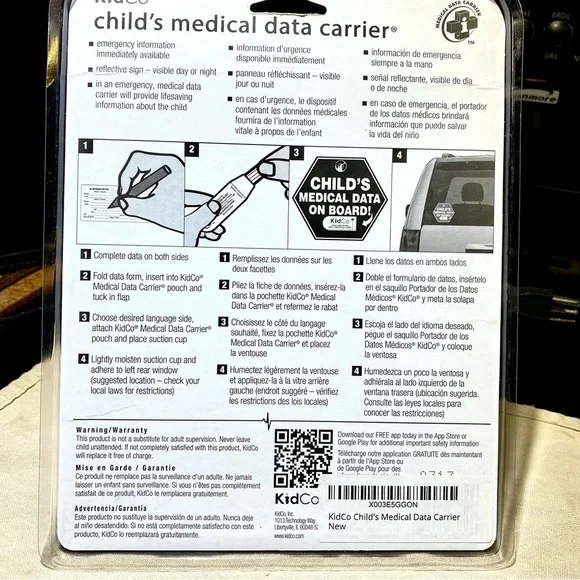 KidCo
child's medical data carrier®
MEDICAL DATA CARRIER
TM
■ emergency information
immediately available
■ reflective sign – visible day or night
■ in an emergency, medical data
carrier will provide lifesaving
information about the child
■ information d'urgence
disponible immédiatement
■ panneau réfléchissant – visible
jour ou nuit
■ en cas d'urgence, le dispositif
contenant les données médicales
fournira de l'information
vitale à propos de l'enfant
■ información de emergencia
siempre a la mano
■ señal reflectante, visible de día
o de noche
■ en caso de emergencia, el portador
de los datos médicos brindará
información que puede salvar
la vida del niño
1
2
3
CHILD'S
MEDICAL DATA
ON BOARD!
KidCo
4
CHILD'S
MEDICAL DATA
ON BOARD!
1 Complete data on both sides
2 Fold data form, insert into KidCo®
Medical Data Carrier® pouch and
tuck in flap
3 Choose desired language side,
attach KidCo® Medical Data Carrier®
pouch and place suction cup
4 Lightly moisten suction cup and
adhere to left rear window
(suggested location – check your
local laws for restrictions)
1 Remplissez les données sur les
deux facettes
2 Pliez la fiche de données, insérez-la
dans la pochette KidCo® Medical
Data Carrier® et refermez le rabat
3 Choisissez le côté du langage
souhaité, fixez la pochette KidCo®
Medical Data Carrier® et placez
la ventouse
4 Humectez légèrement la ventouse
et appliquez-la à la vitre arrière
gauche (endroit suggéré – vérifiez
les restrictions des lois locales)
1 Llene los datos en ambos lados
2 Doble el formulario de datos, insértelo
en el saquillo Portador de los Datos
Médicos® KidCo® y meta la solapa
por dentro
3 Escoja el lado del idioma deseado,
pegue el saquillo Portador de los
Datos Médicos® KidCo® y coloque
la ventosa
4 Humedezca un poco la ventosa y
adhiérala al lado izquierdo de la
ventana trasera (ubicación sugerida.
Consulte las leyes locales para
conocer las restricciones)
Warning/Warranty
This product is not a substitute for adult supervision. Never leave
child unattended. If not completely satisfied with this product, KidCo
will replace it free of charge.
Mise en Garde / Garantie
Ce produit ne remplace pas la surveillance d'un adulte. Ne jamais
laisser un enfant sans surveillance. Si vous n'êtes pas complètement
satisfait de ce produit, KidCo le remplacera gratuitement.
Advertencia/Garantía
Este producto no substituye la supervisión de un adulto. Nunca deje
al niño desatendido. Si no está completamente satisfecho con este
producto, KidCo lo reemplazará gratuitamente.
KidCo
KidCo, Inc.
1013 Technology Way
Libertyville, IL 60048-5
www.kidco.com
Download our FREE app today in the App Store or
Google Play for additional important safety information
Télécharge notre application GRATUITE dès maintenant
à partir de l'App Store ou
de Google Play pour des
0717
X003E5GGON
KidCo Child's Medical Data Carrier
New
BROIL
Kenmore